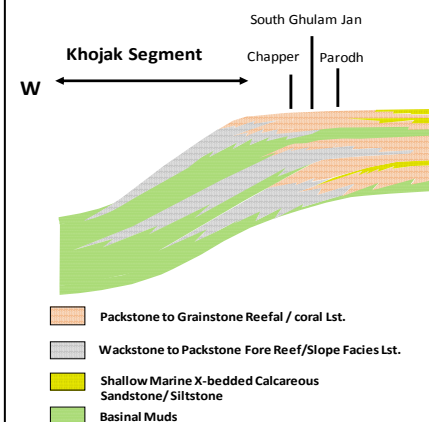 South Ghulam Jan
Khojak Segment
Chapper
Parodh
W
Packstone to Grainstone Reefal / coral Lst.
Wackstone to Packstone Fore Reef/Slope Facies Lst.
Shallow Marine X-bedded Calcareous
Sandstone/ Siltstone
Basinal Muds